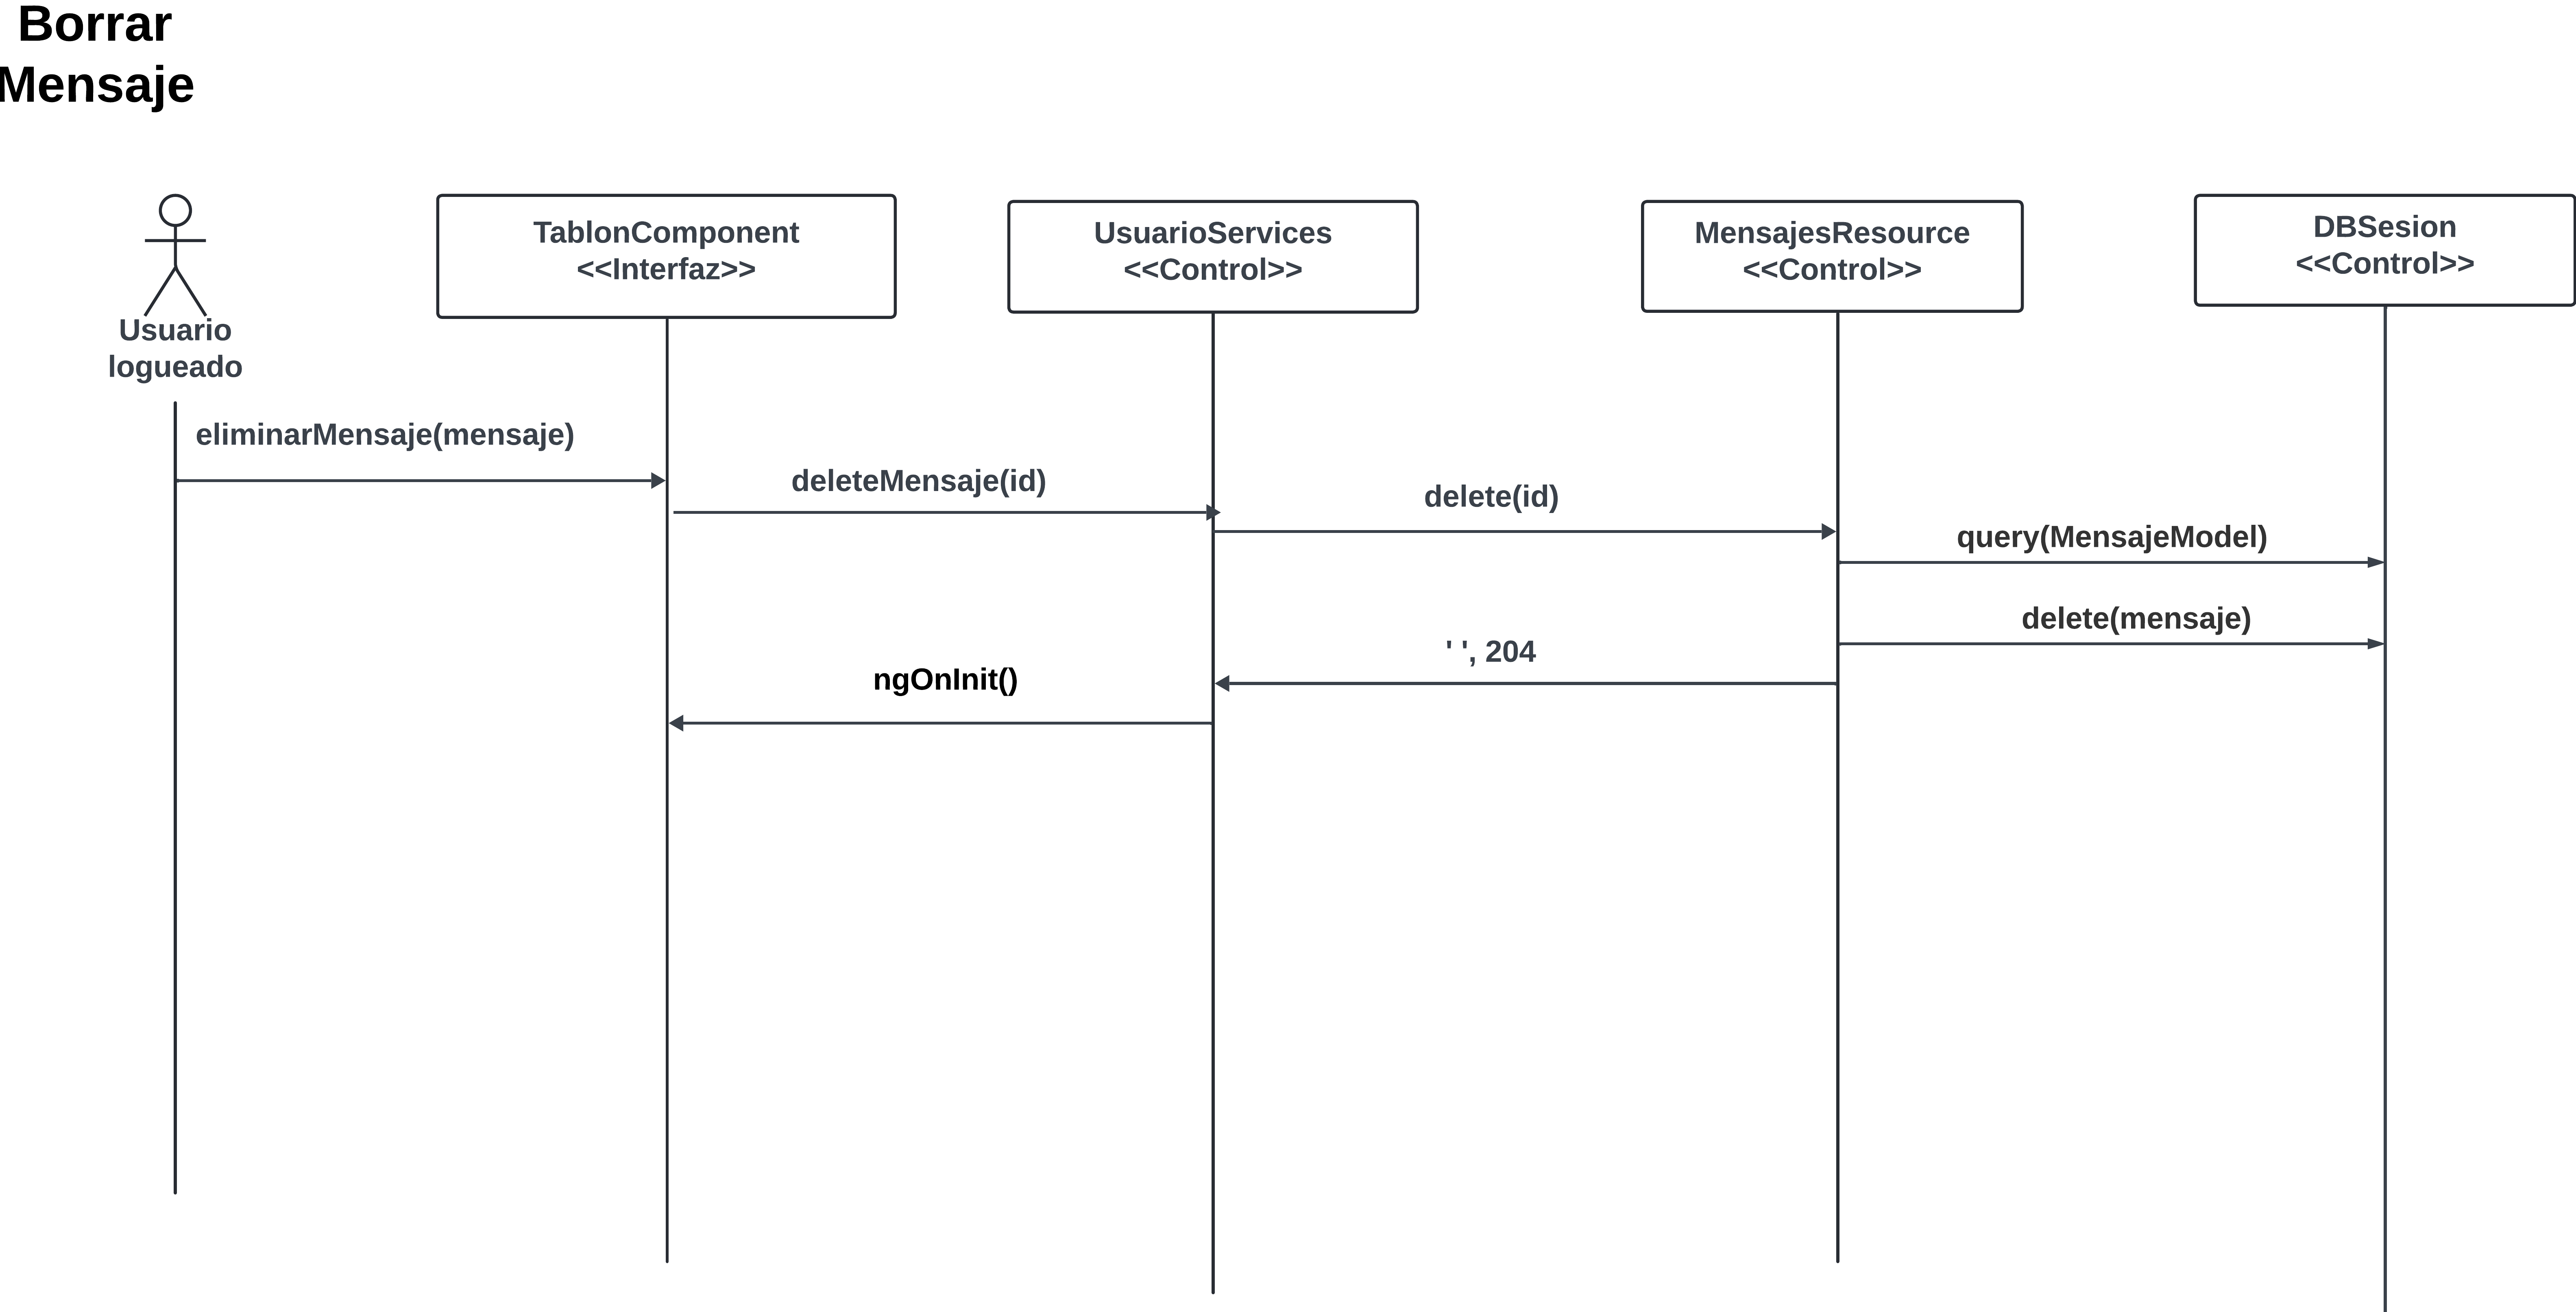 Borrar
Mensaje
TablonComponent
<<Interfaz>>
UsuarioServices
<<Control>>
MensajesResource
<<Control>>
DBSesion
<<Control>>
Usuario
logueado
eliminarMensaje(mensaje)
deleteMensaje(id)
delete(id)
query(MensajeModel)
delete(mensaje)
' ', 204
ngOnInit()